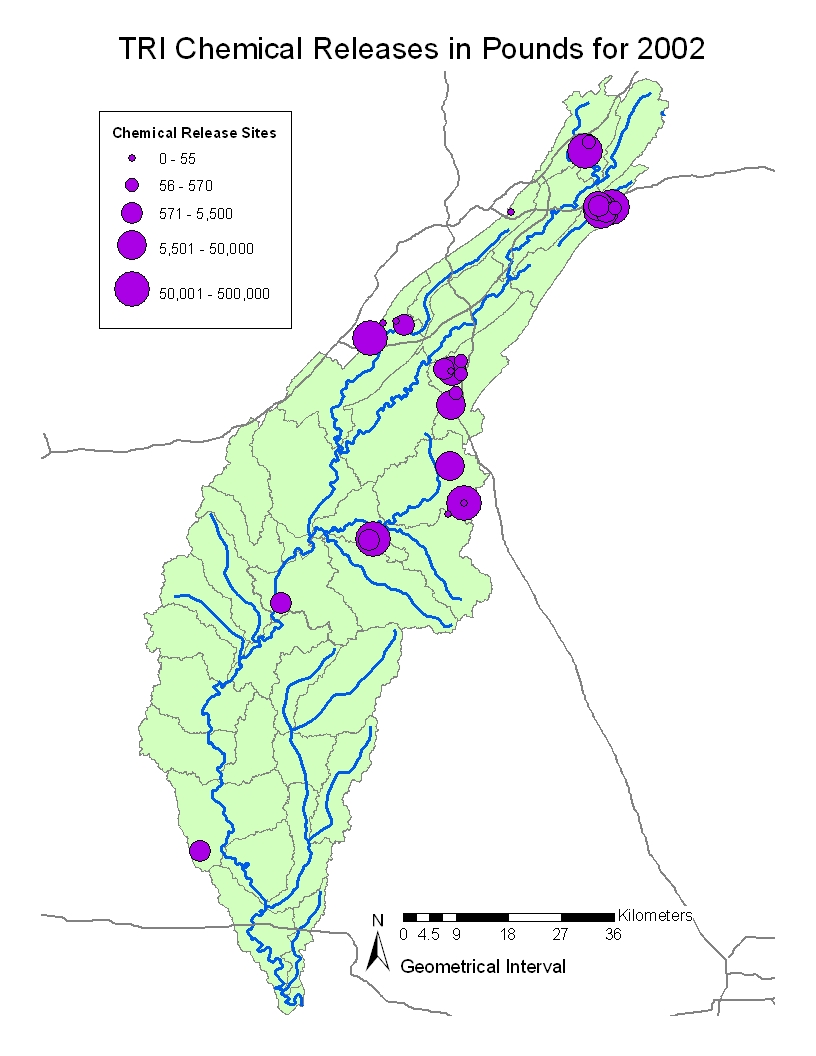 TRI Chemical Releases in Pounds for 2002
Chemical Release Sites
0 - 55
56 - 570
571 - 5,500
5,501 - 50,000
50,001 - 500,000
N
Kilometers
0 4.5 9 18 27 36
Geometrical Interval